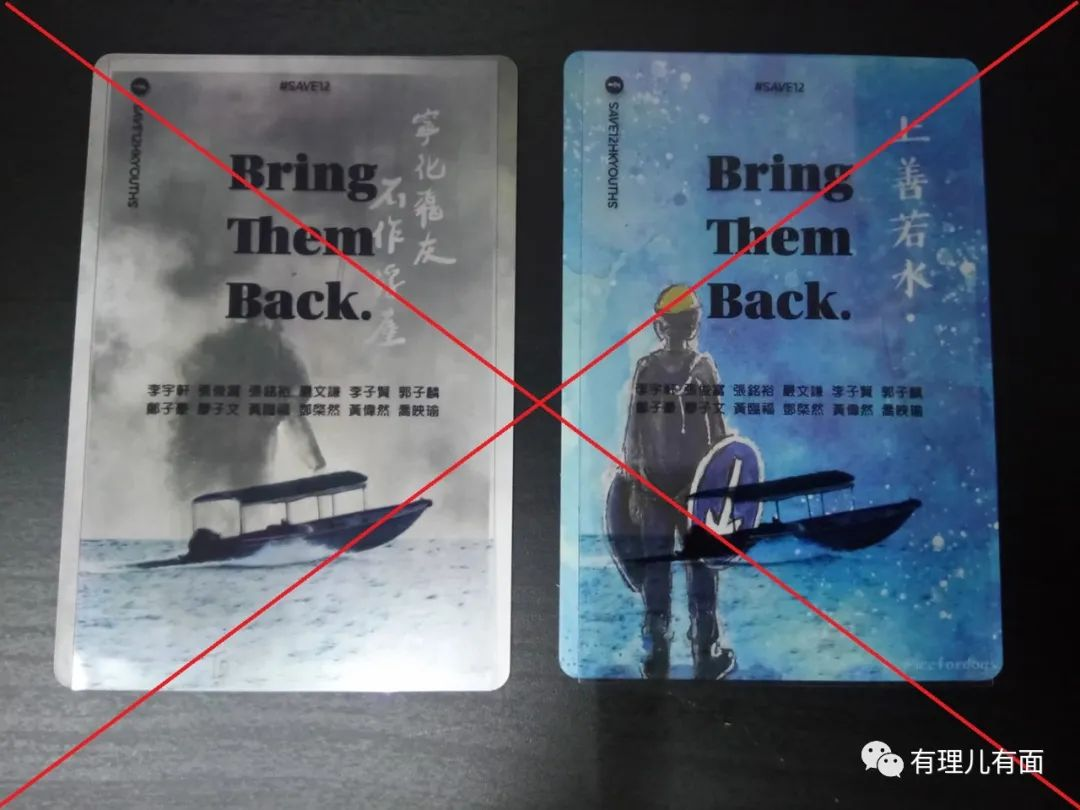 #SAVE12
SAVE12HKYOUTHS
寧化飛灰
不作浮塵
Bring
Them
Back.
李宇軒 張俊富 張銘裕 嚴文謙 李子賢 郭子麟
鄭子豪 廖子文 黃臨福 鄧棨然 黃偉然 喬映瑜
#SAVE12
SAVE12HKYOUTHS
上善若水
Bring
Them
Back.
李宇軒 張俊富 張銘裕 嚴文謙 李子賢 郭子麟
鄭子豪 廖子文 黃臨福 鄧棨然 黃偉然 喬映瑜
有理儿有面